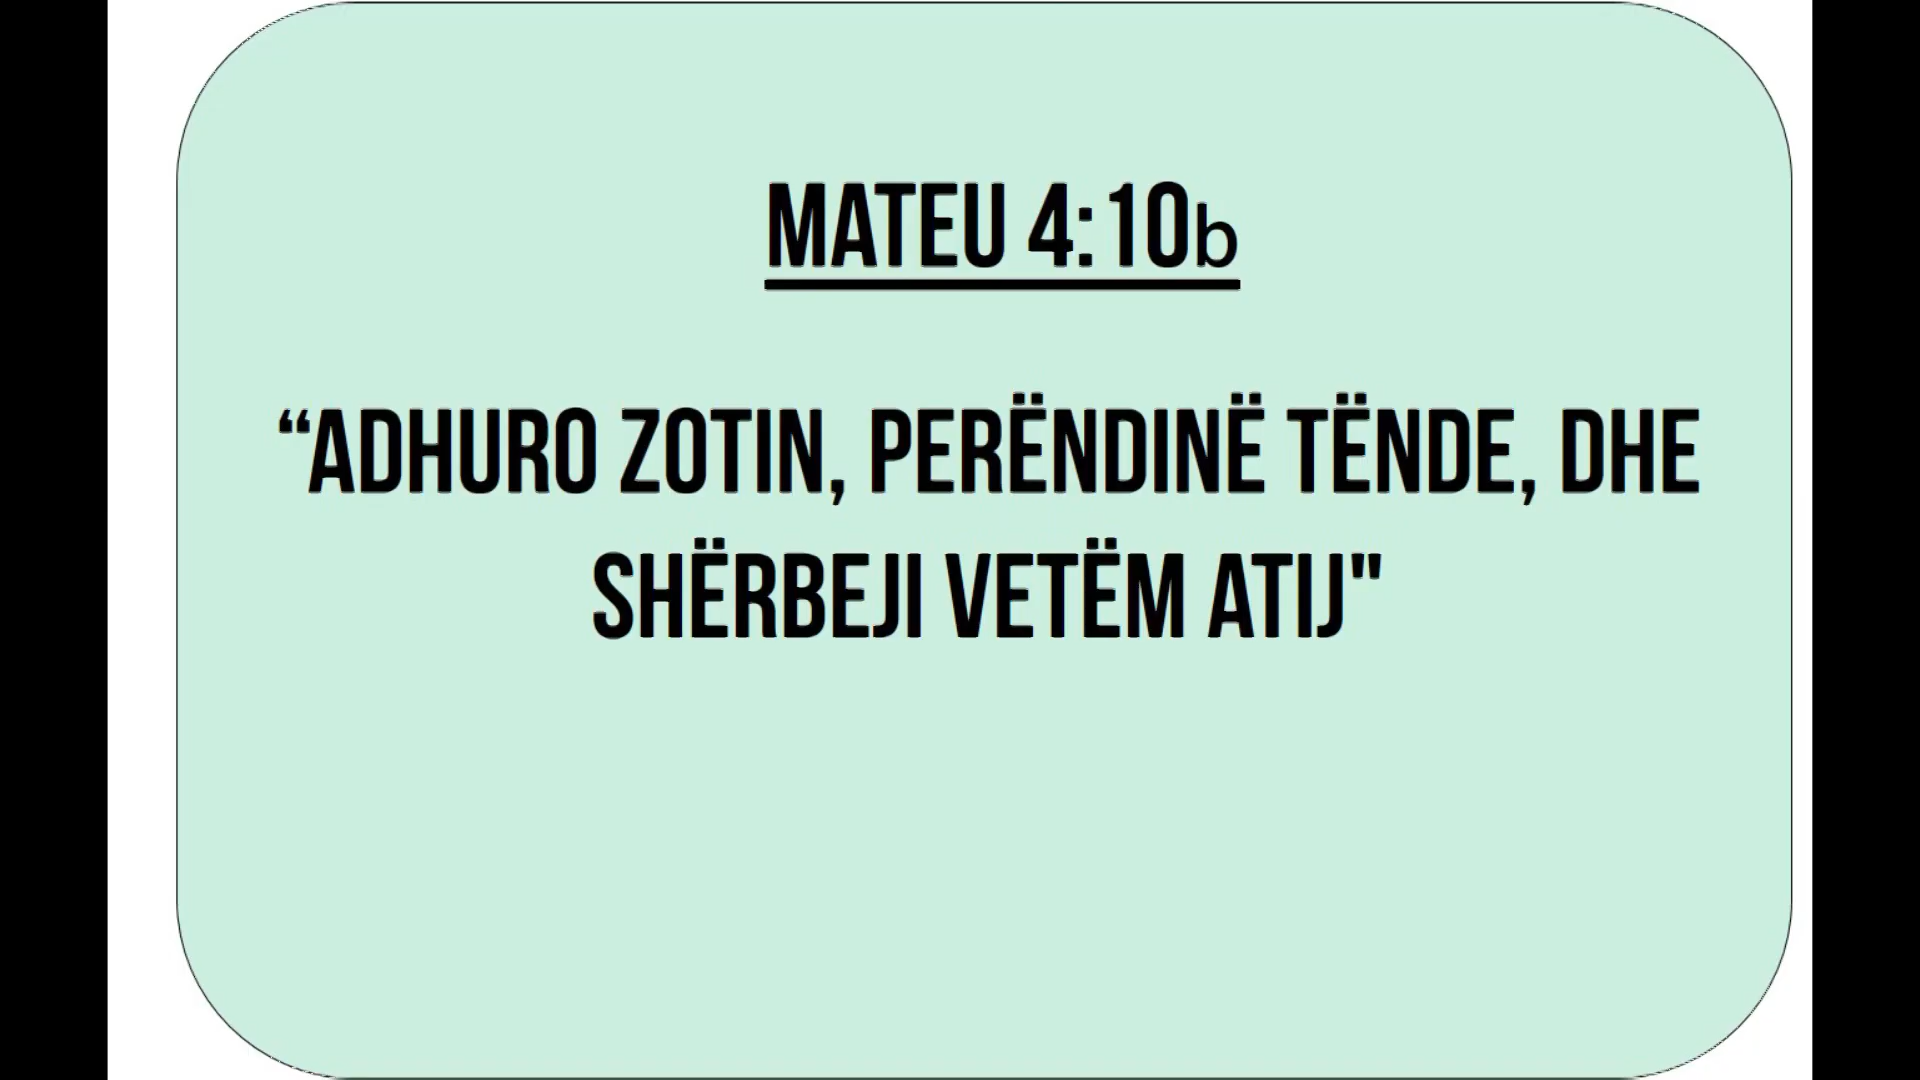 MATEU 4:10b
“ADHURO ZOTIN, PERËNDINË TËNDE, DHE
SHËRBEJI VETËM ATIJ"